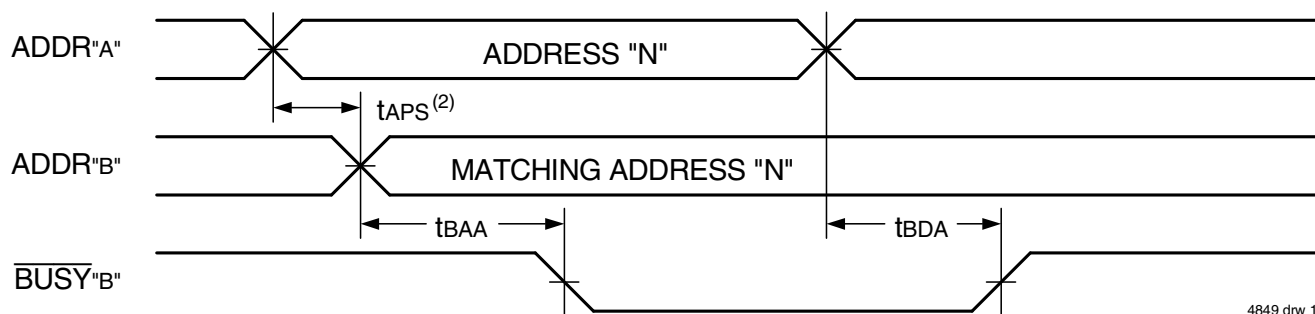 ADDR"A"
ADDRESS "N"
tAPS(2)
ADDR"B"
MATCHING ADDRESS "N"
tBAA
tBDA
BUSY"B"
4849 drw 1